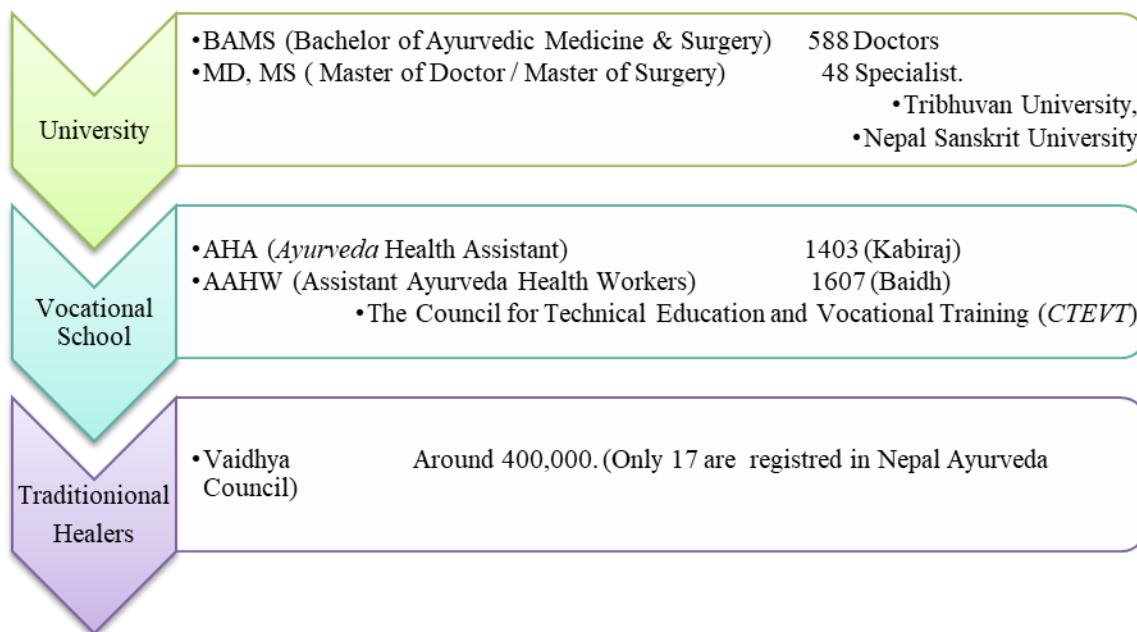 University
•BAMS (Bachelor of Ayurvedic Medicine & Surgery) 588 Doctors
•MD, MS ( Master of Doctor / Master of Surgery) 48 Specialist.
•Tribhuvan University,
•Nepal Sanskrit University
Vocational
School
•AHA (Ayurveda Health Assistant) 1403 (Kabiraj)
•AAHW (Assistant Ayurveda Health Workers) 1607 (Baidh)
•The Council for Technical Education and Vocational Training (CTEVT)
Traditionional
Healers
•Vaidhya Around 400,000. (Only 17 are registred in Nepal Ayurveda
Council)